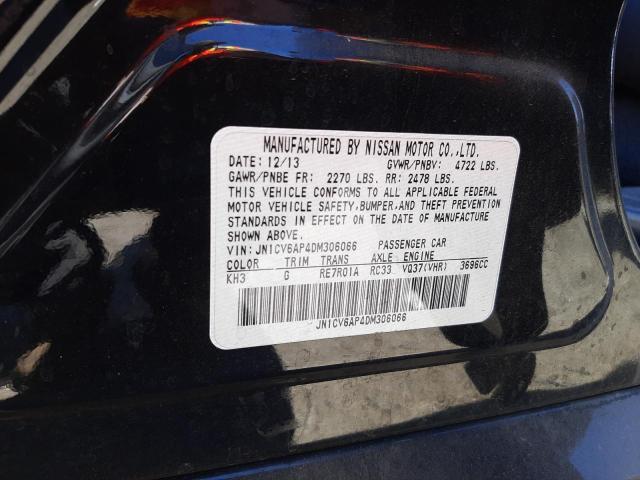 MANUFACTURED BY NISSAN MOTOR CO.,LTD.
DATE: 12/13 GVWR/PNBV: 4722 LBS.
GAWR/PNBE FR: 2270 LBS. RR: 2478 LBS.
THIS VEHICLE CONFORMS TO ALL APPLICABLE FEDERAL
MOTOR VEHICLE SAFETY,BUMPER,AND THEFT PREVENTION
STANDARDS IN EFFECT ON THE DATE OF MANUFACTURE
SHOWN ABOVE.
VIN: JN1CV6AP4DM306066 PASSENGER CAR
COLOR TRIM TRANS AXLE ENGINE
KH3 G RE7R01A RC33 VQ37(VHR) 3696CC
JN1CV6AP4DM306066